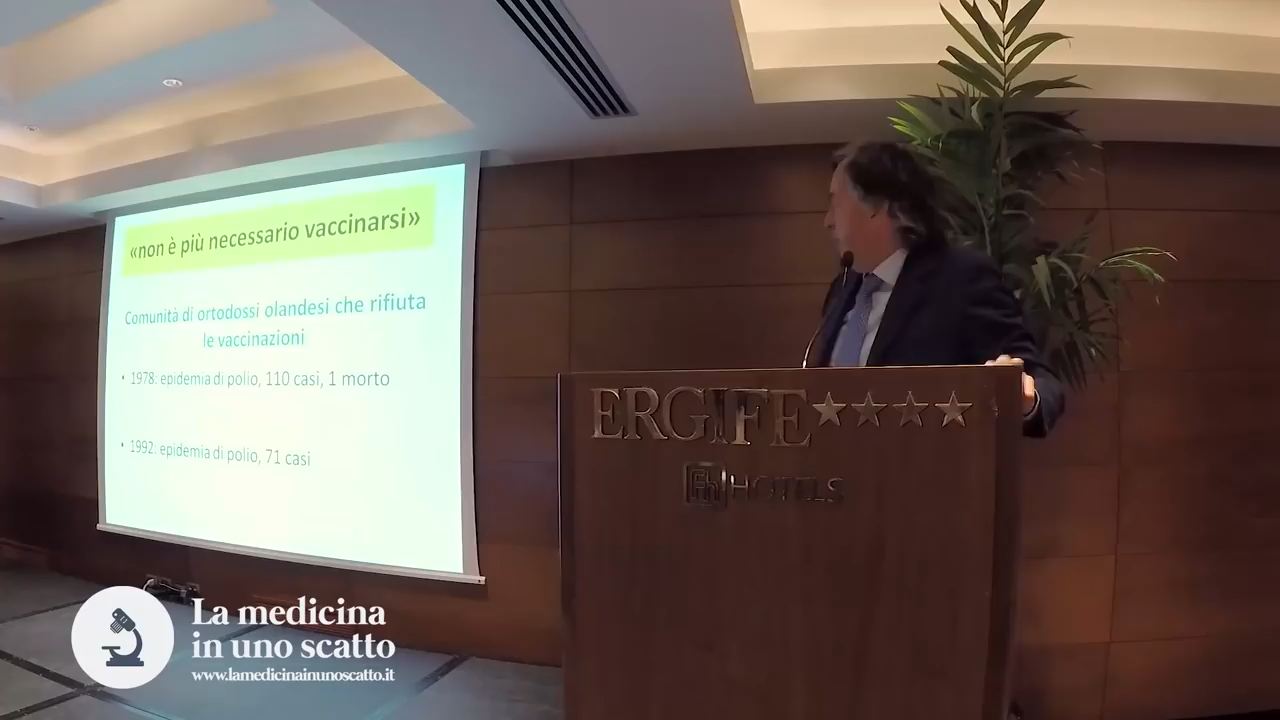 «non è più necessario vaccinarsi»
Comunità di ortodossi olandesi che rifiuta
le vaccinazioni
• 1978: epidemia di polio, 110 casi, 1 morto
• 1992: epidemia di polio, 71 casi
ERGIFE★★★★
Fh HOTELS
La medicina
in uno scatto
www.lamedicinainunoscatto.it